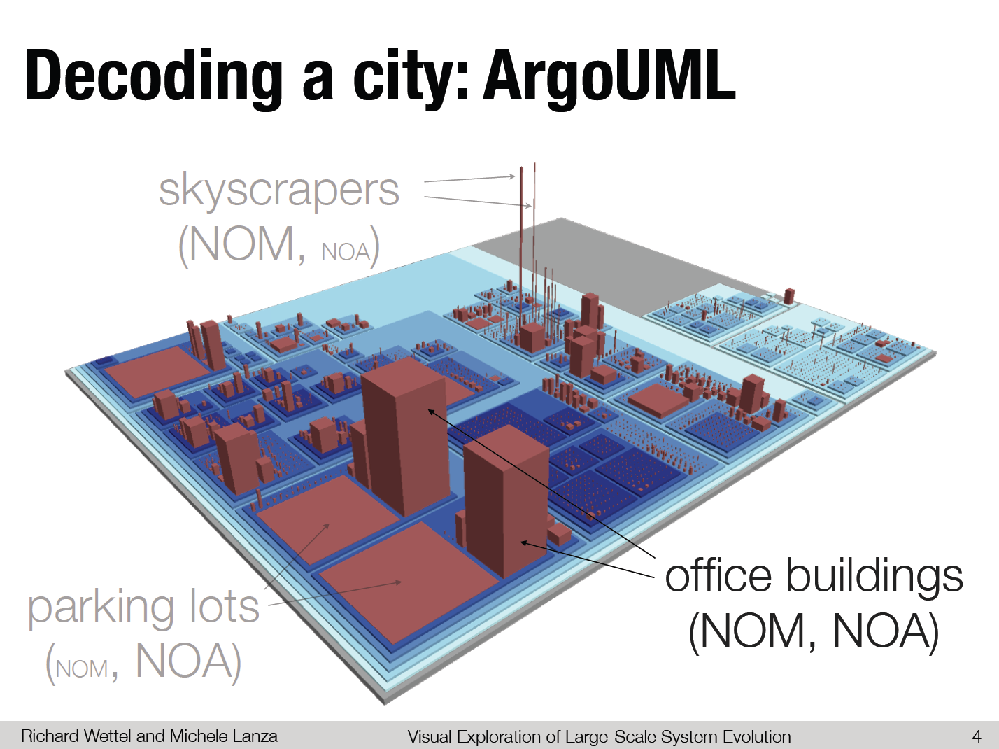 Decoding a city: ArgoUML
skyscrapers
(NOM, NOA)
parking lots
(NOM, NOA)
office buildings
(NOM, NOA)
Richard Wettel and Michele Lanza
Visual Exploration of Large-Scale System Evolution
4